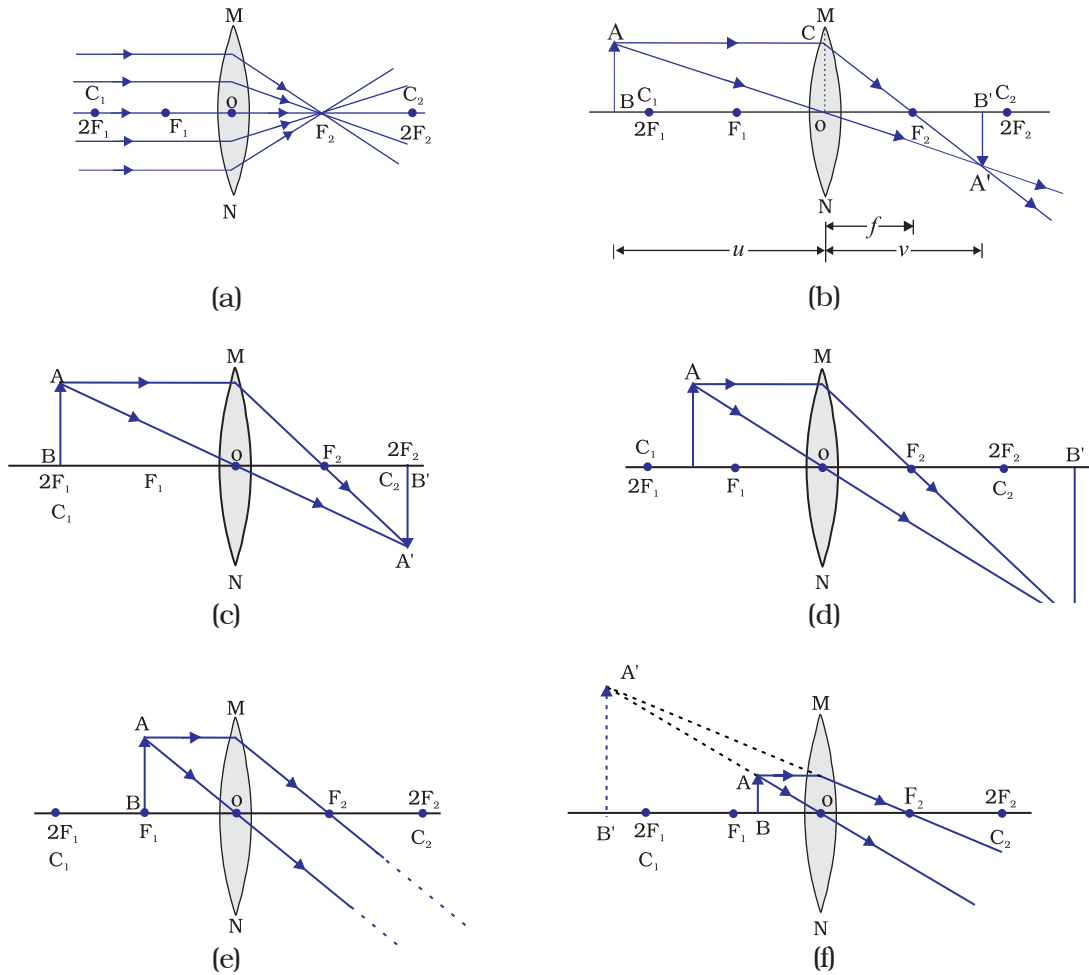 M
C₁ O C₂
2F₁ F₁ F₂ 2F₂
N
(a)
M
A C
B C₁ B' C₂
2F₁ F₁ O F₂ 2F₂
A'
N
f
u v
(b)
M
A
B O F₂ 2F₂
2F₁ F₁ C₂ B'
C₁
A'
N
(c)
M
A
C₁ O F₂ 2F₂ B'
2F₁ F₁ C₂
N
(d)
M
A
B O F₂ 2F₂
2F₁ F₁ C₂
C₁
N
(e)
A'
M
A
O F₂ 2F₂
B' 2F₁ F₁ B C₂
C₁
N
(f)